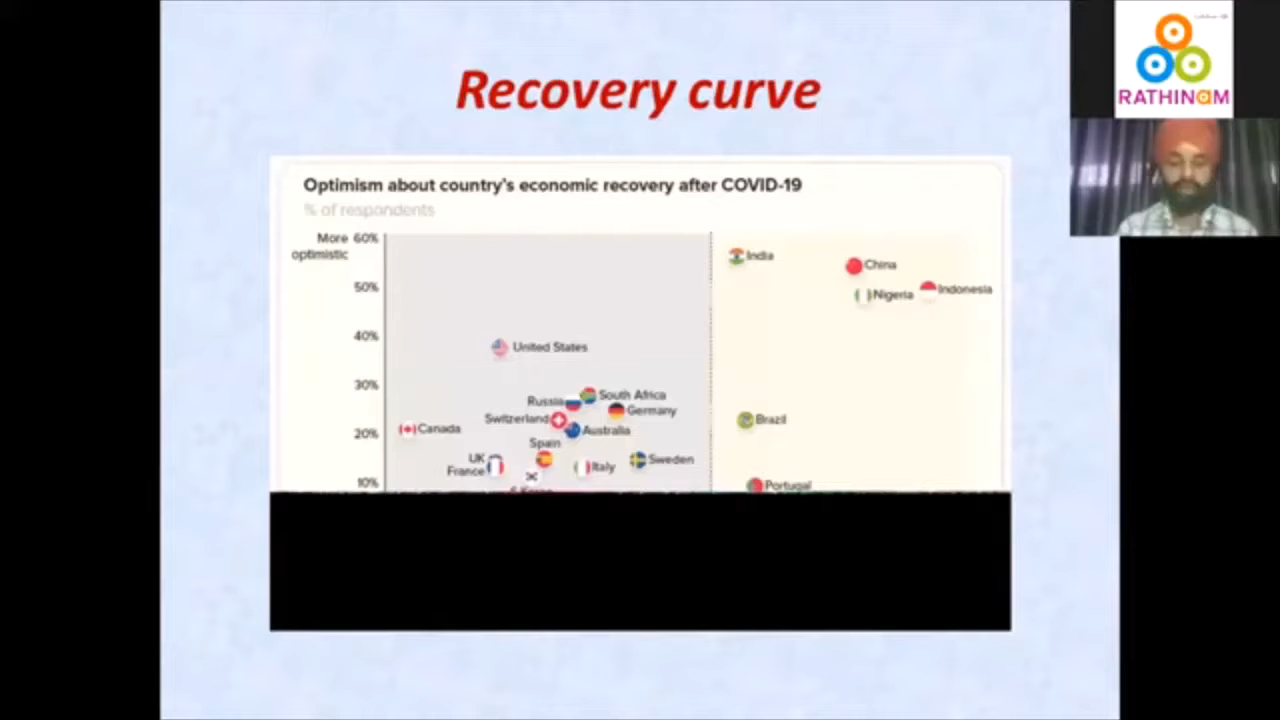 Recovery curve
RATHINAM
Optimism about country's economic recovery after COVID-19
% of respondents
More 60%
optimistic
India
China
50%
Nigeria
Indonesia
40%
United States
30%
South Africa
Russia
Germany
Switzerland
Canada
Australia
20%
Brazil
Spain
UK
Sweden
France
Italy
10%
Portugal